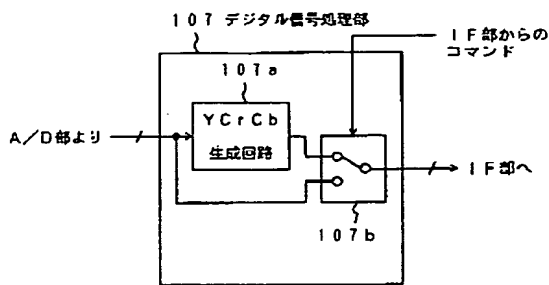 107 デジタル信号処理部
IF部からの
コマンド
107a
YCrCb
生成回路
A/D部より
IF部へ
107b